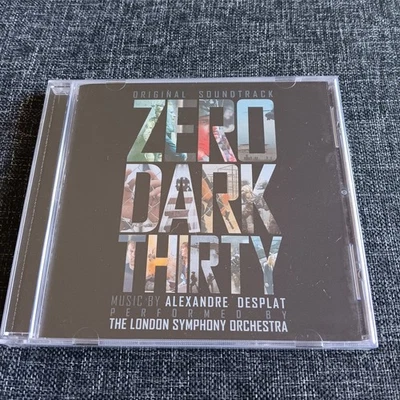 ORIGINAL SOUNDTRACK
ZERO
DARK
THIRTY
MUSIC BY ALEXANDRE DESPLAT
PERFORMED BY
THE LONDON SYMPHONY ORCHESTRA